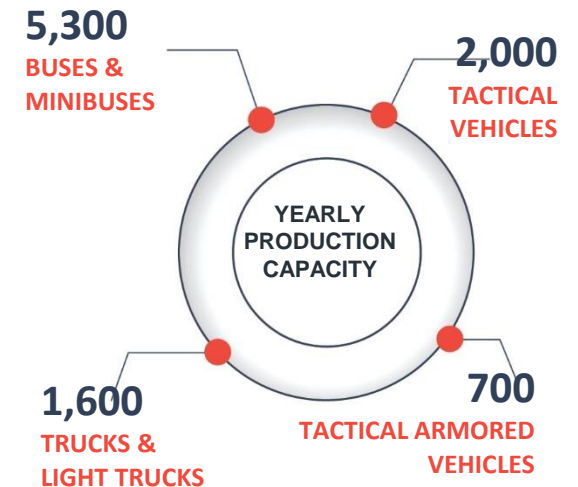 5,300
BUSES &
MINIBUSES
2,000
TACTICAL
VEHICLES
YEARLY
PRODUCTION
CAPACITY
1,600
TRUCKS &
LIGHT TRUCKS
700
TACTICAL ARMORED
VEHICLES